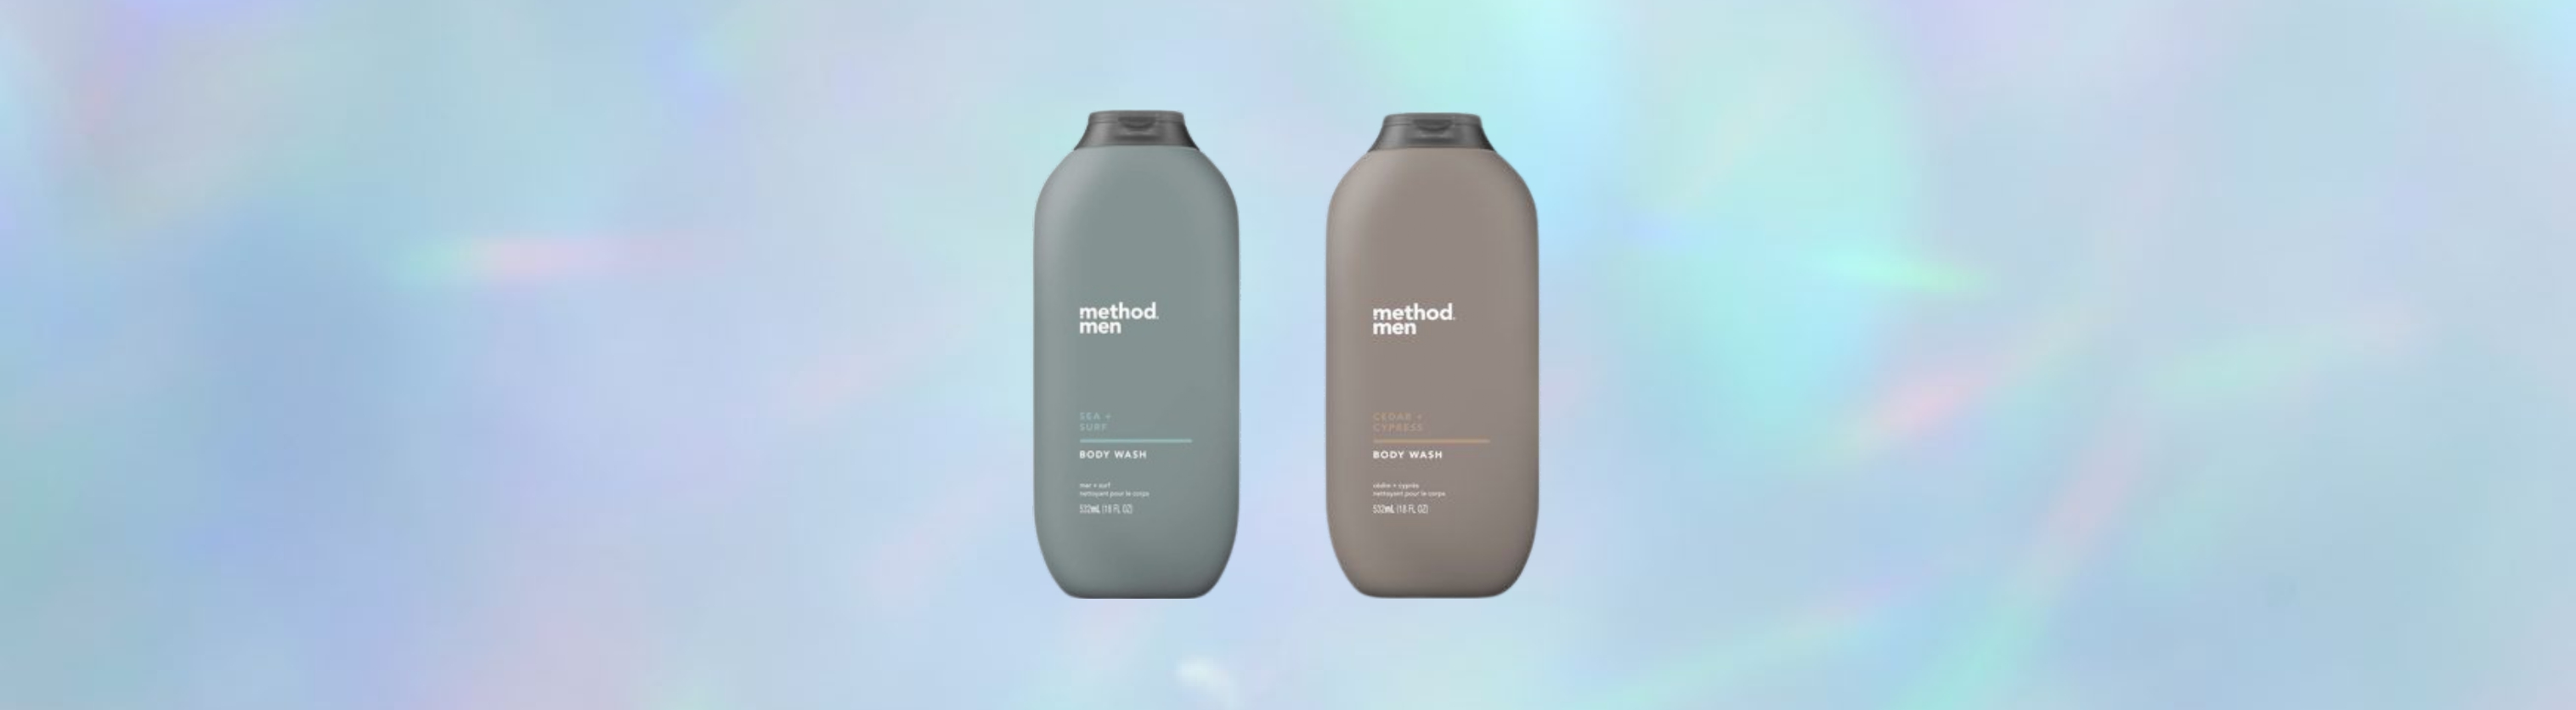 method.
men
SEA +
SURF
BODY WASH
mer + surf
nettoyant pour le corps
532mL (18 FL OZ)
method.
men
CEDAR +
CYPRESS
BODY WASH
cèdre + cyprès
nettoyant pour le corps
532mL (18 FL OZ)